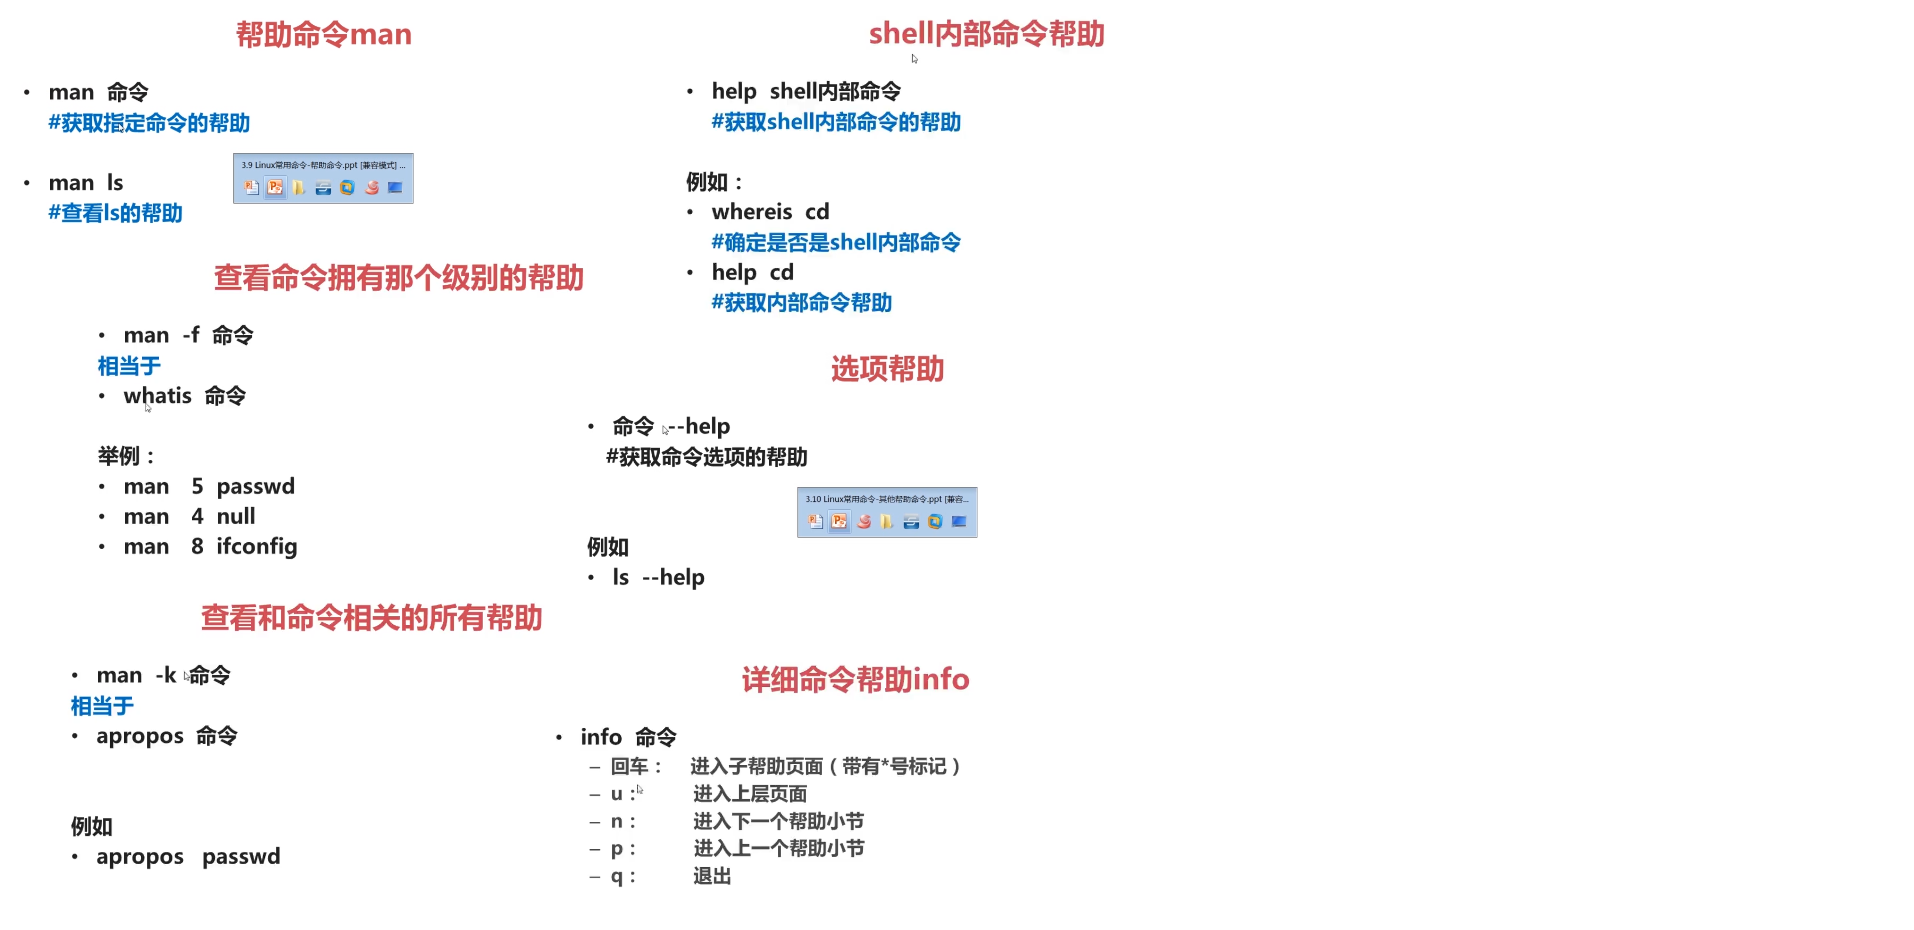 帮助命令man
• man 命令
#获取指定命令的帮助
• man ls
#查看ls的帮助
3.9 Linux常用命令-帮助命令.ppt [兼容模式] ...
查看命令拥有那个级别的帮助
• man -f 命令
相当于
• whatis 命令
举例：
• man 5 passwd
• man 4 null
• man 8 ifconfig
查看和命令相关的所有帮助
• man -k 命令
相当于
• apropos 命令
例如
• apropos passwd
shell内部命令帮助
• help shell内部命令
#获取shell内部命令的帮助
例如：
• whereis cd
#确定是否是shell内部命令
• help cd
#获取内部命令帮助
选项帮助
• 命令 --help
#获取命令选项的帮助
3.10 Linux常用命令-其他帮助命令.ppt [兼容...
例如
• ls --help
详细命令帮助info
• info 命令
– 回车： 进入子帮助页面（带有*号标记）
– u： 进入上层页面
– n： 进入下一个帮助小节
– p： 进入上一个帮助小节
– q： 退出